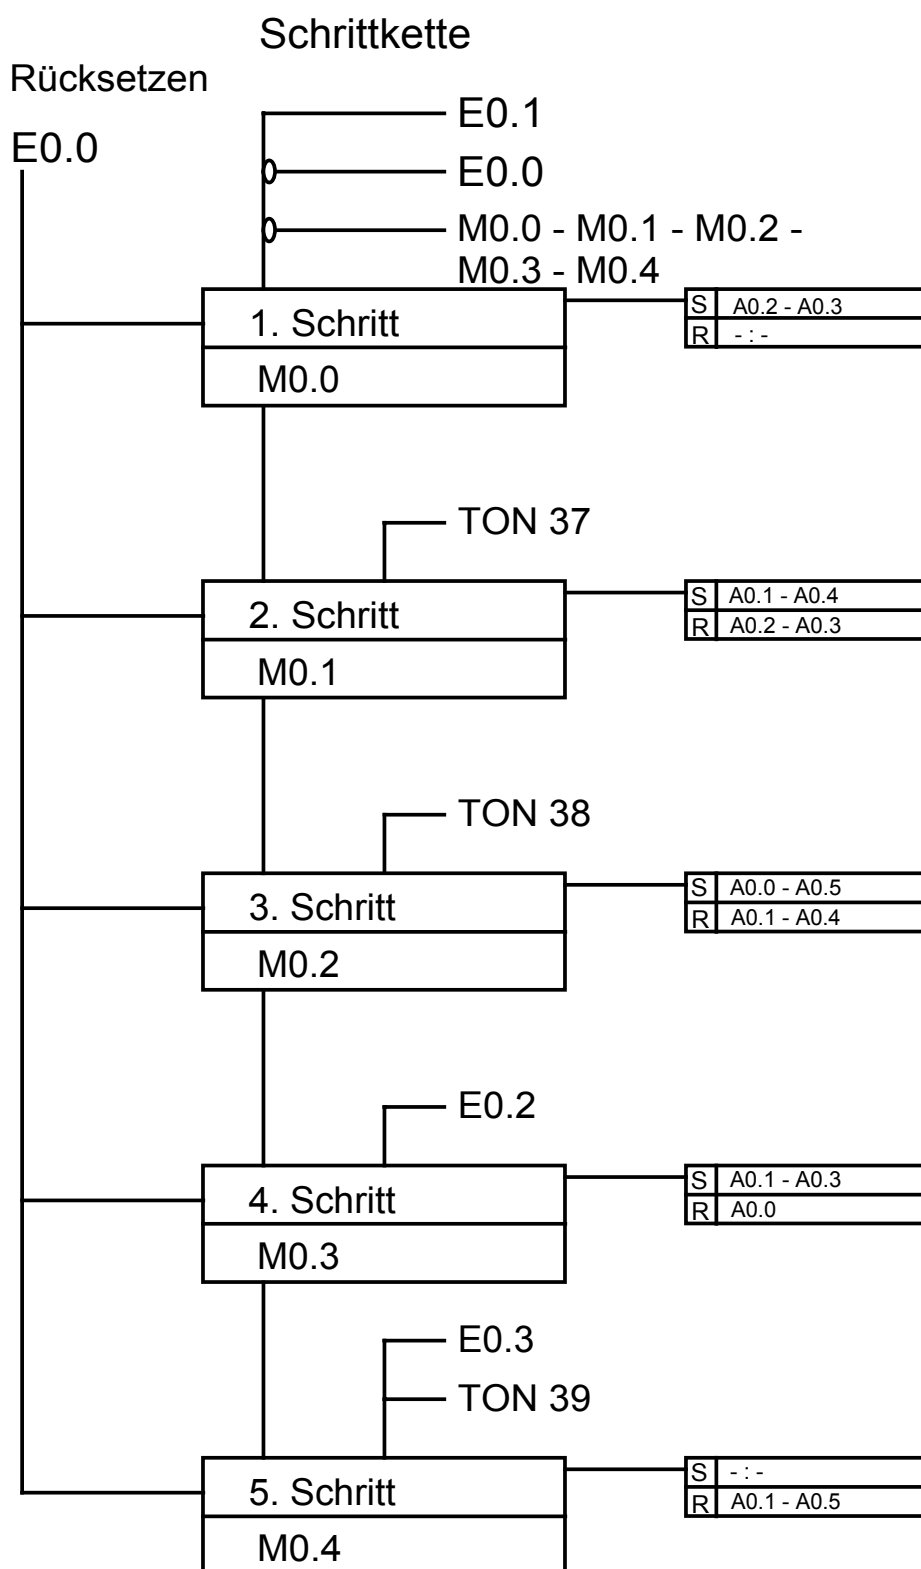 Schrittkette
Rücksetzen
E0.0
E0.1
E0.0
M0.0 - M0.1 - M0.2 -
M0.3 - M0.4
1. Schritt
M0.0
S A0.2 - A0.3
R - : -
TON 37
2. Schritt
M0.1
S A0.1 - A0.4
R A0.2 - A0.3
TON 38
3. Schritt
M0.2
S A0.0 - A0.5
R A0.1 - A0.4
E0.2
4. Schritt
M0.3
S A0.1 - A0.3
R A0.0
E0.3
TON 39
5. Schritt
M0.4
S - : -
R A0.1 - A0.5